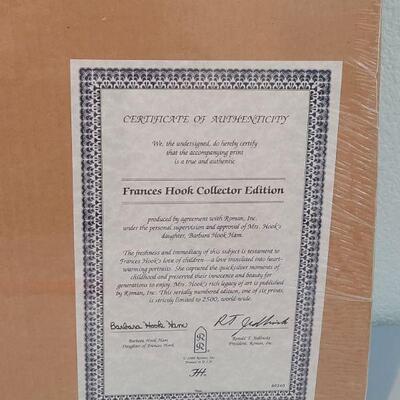 CERTIFICATE OF AUTHENTICITY
We, the undersigned, do hereby certify
that the accompanying print
is a true and authentic
Frances Hook Collector Edition
produced by agreement with Roman, Inc.
under the personal supervision and approval of Mrs. Hook's
daughter, Barbara Hook Ham.
The freshness and immediacy of this subject is testament to
Frances Hook's love of children—a love translated into heart-
warming portraits. She captured the quicksilver moments of
childhood and preserved their innocence and beauty for
generations to enjoy. Mrs. Hook's rich legacy of art is published
by Roman, Inc. This serially numbered edition, one of six prints,
is strictly limited to 2500, world-wide.
Barbara Hook Ham
Barbara Hook Ham
Daughter of Frances Hook
RR
Ronald T. Jedlinski
President, Roman, Inc.
Roman, Inc.
Printed in U.S.A.
FH.